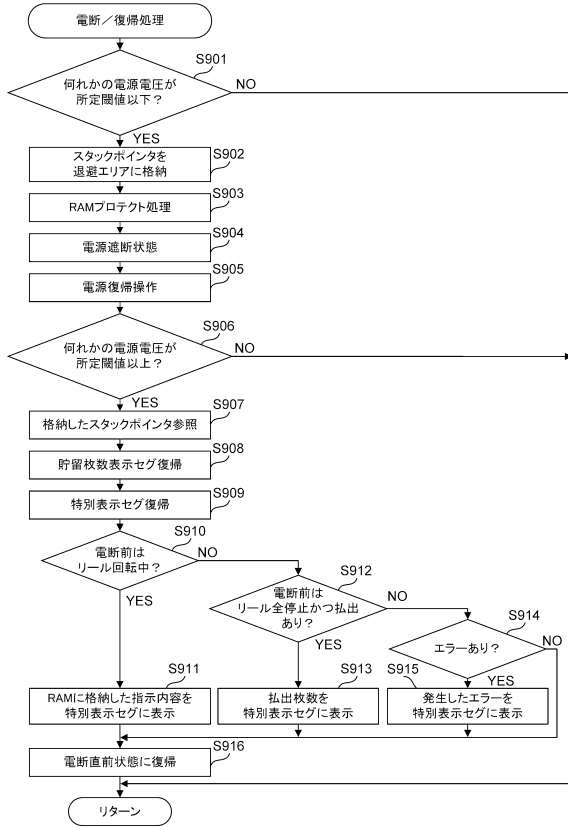 電断／復帰処理
S901
何れかの電源電圧が
所定閾値以下？
NO
YES
S902
スタックポインタを
退避エリアに格納
S903
RAMプロテクト処理
S904
電源遮断状態
S905
電源復帰操作
S906
何れかの電源電圧が
所定閾値以上？
NO
YES
S907
格納したスタックポインタ参照
S908
貯留枚数表示セグ復帰
S909
特別表示セグ復帰
S910
電断前は
リール回転中？
NO
YES
S912
電断前は
リール全停止かつ払出
あり？
NO
YES
S914
エラーあり？
NO
YES
S911
RAMに格納した指示内容を
特別表示セグに表示
S913
払出枚数を
特別表示セグに表示
S915
発生したエラーを
特別表示セグに表示
S916
電断直前状態に復帰
リターン